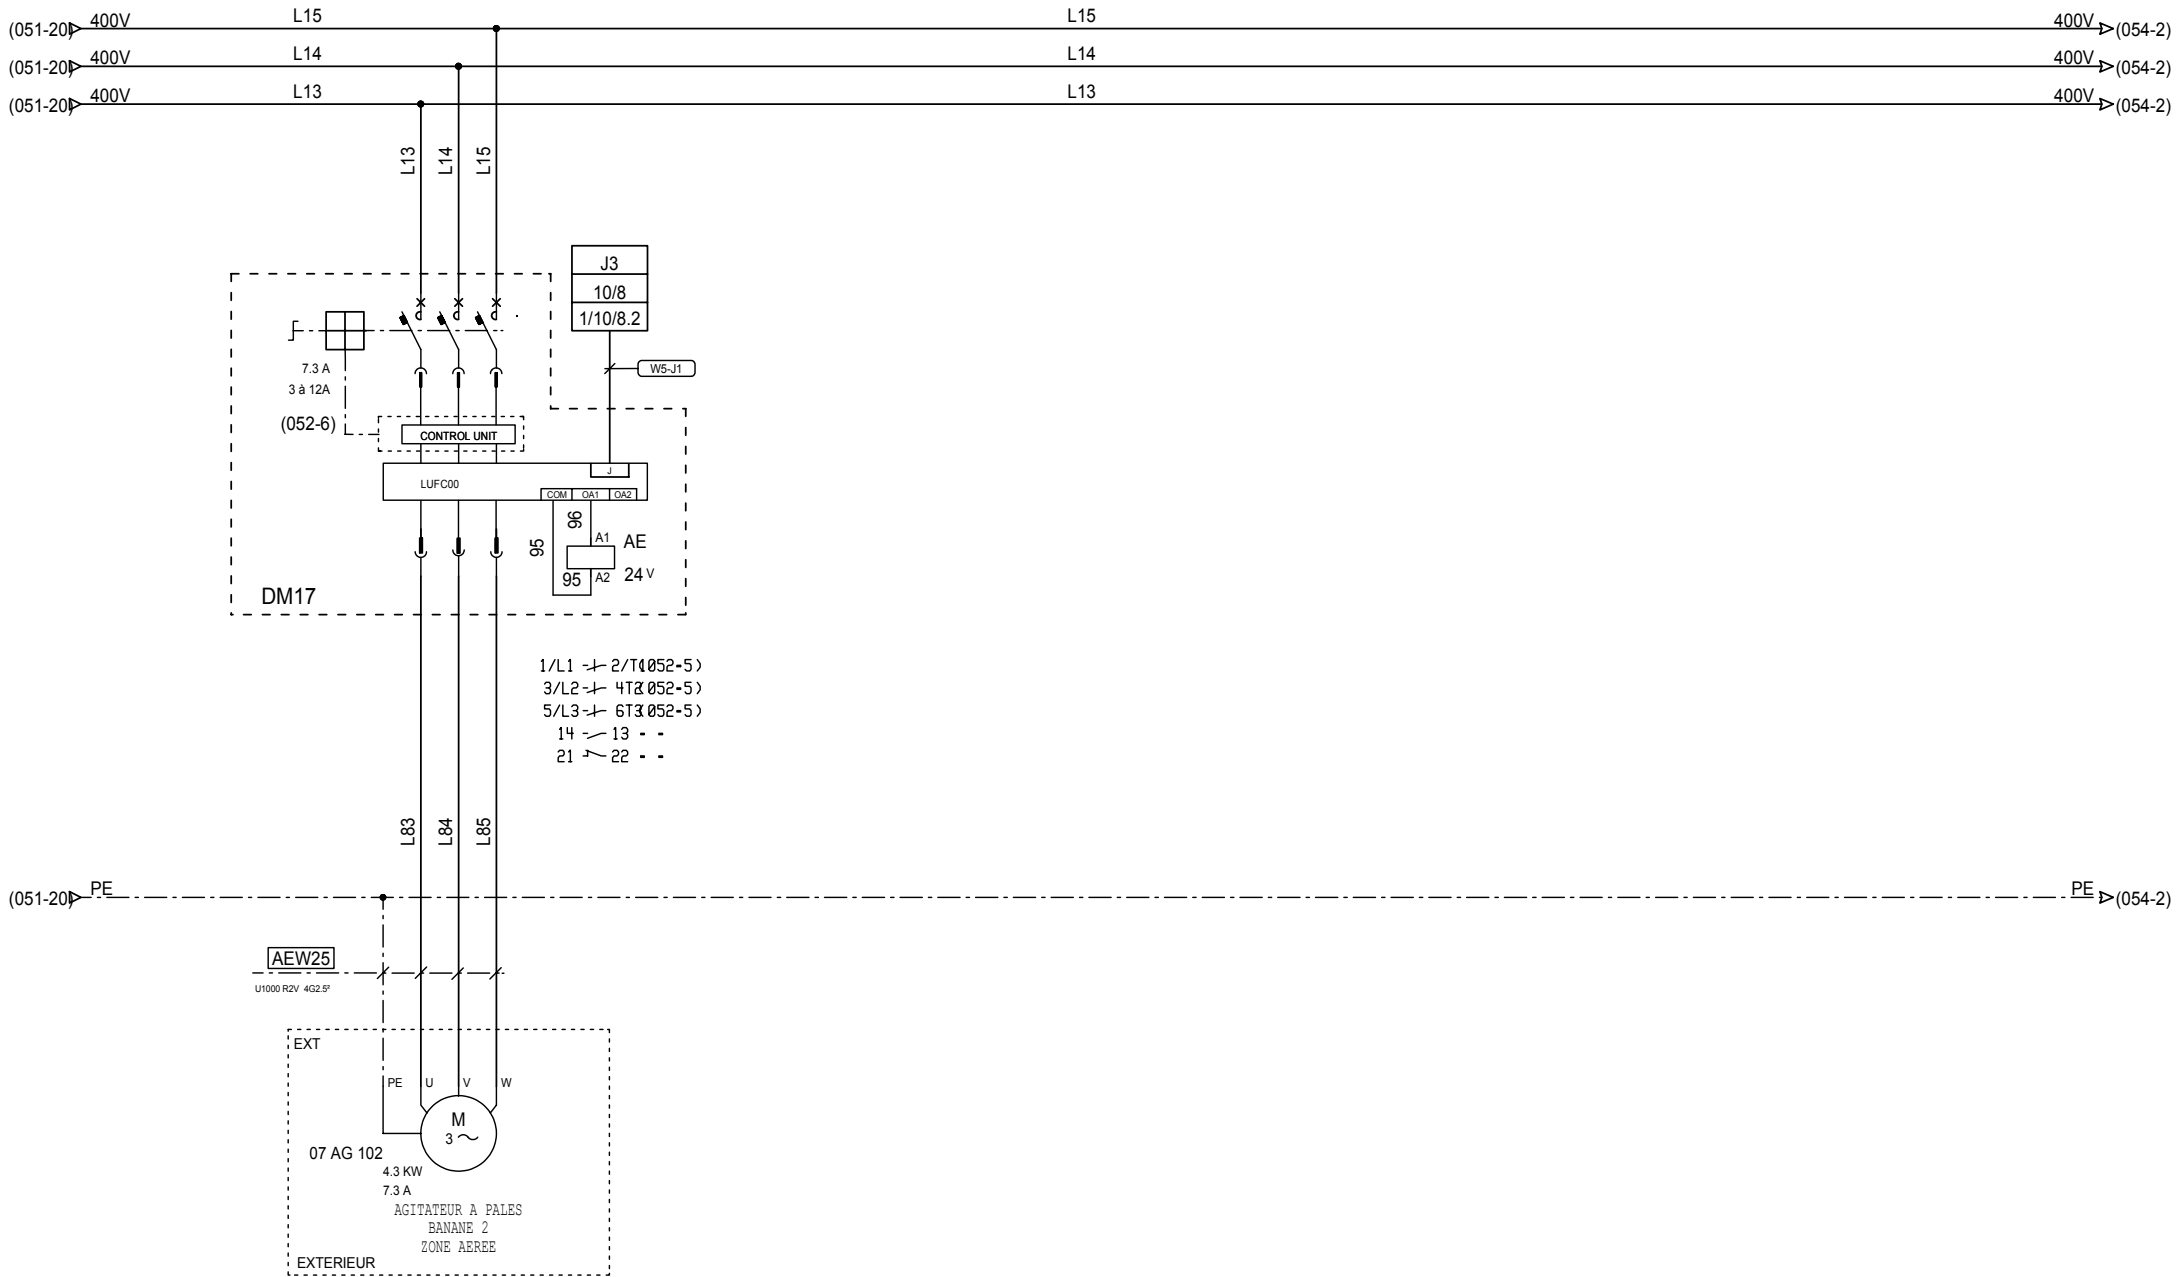 (051-20) 400V L15 L15 400V (054-2)
(051-20) 400V L14 L14 400V (054-2)
(051-20) 400V L13 L13 400V (054-2)
L13 L14 L15
J3
10/8
1/10/8.2
W5-J1
7.3 A
3 à 12A
(052-6)
CONTROL UNIT
J
LUFC00
COM OA1 OA2
96
95
A1 AE
95 A2 24 V
DM17
1/L1 2/T1(052-5)
3/L2 4T2(052-5)
5/L3 6T3(052-5)
14 13 - -
21 22 - -
L83 L84 L85
(051-20) PE PE (054-2)
AEW25
U1000 R2V 4G2.5²
EXT
PE U V W
M
3
07 AG 102
4.3 KW
7.3 A
AGITATEUR A PALES
BANANE 2
ZONE AEREE
EXTERIEUR